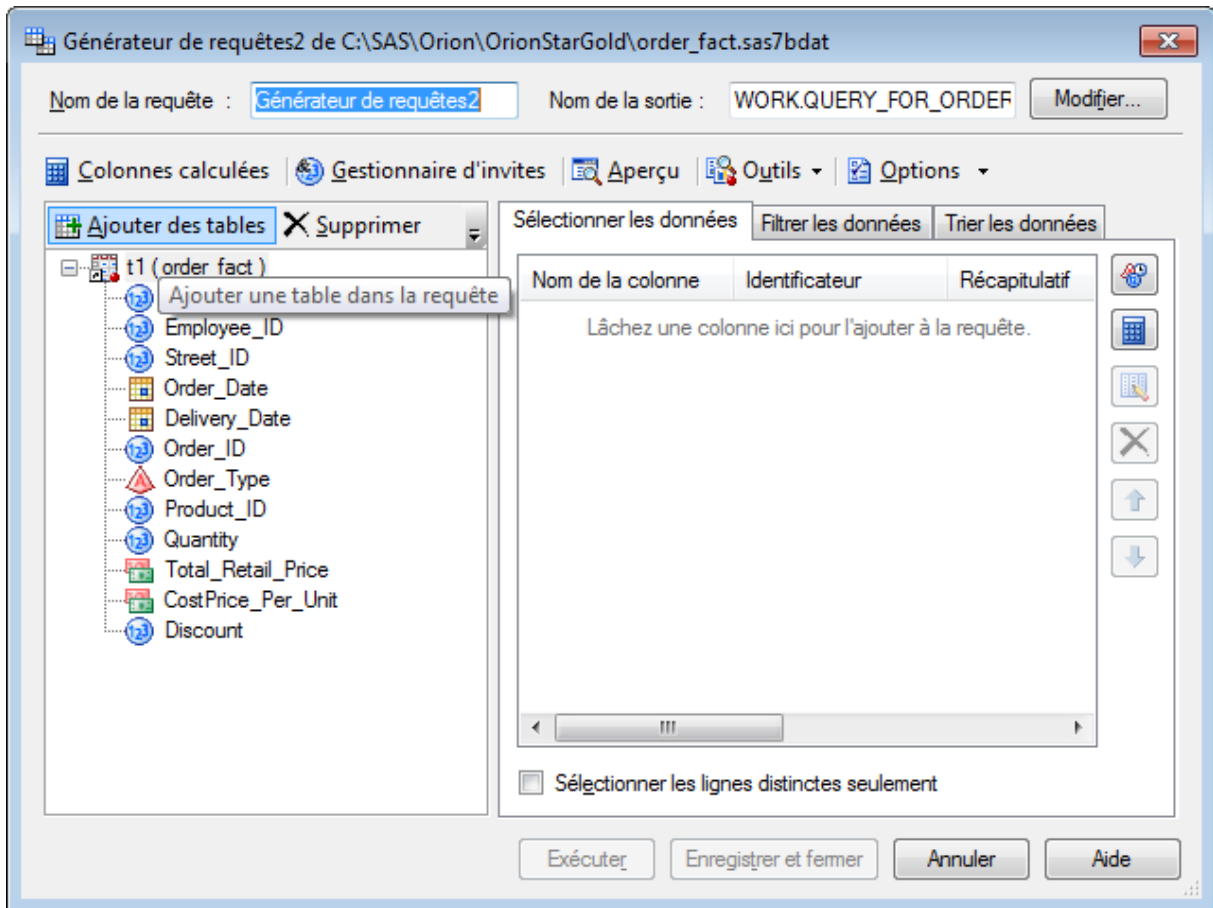 Générateur de requêtes2 de C:\SAS\Orion\OrionStarGold\order_fact.sas7bdat
Nom de la requête : Générateur de requêtes2 Nom de la sortie : WORK.QUERY_FOR_ORDER Modifier...
Colonnes calculées Gestionnaire d'invites Aperçu Outils Options
Ajouter des tables Supprimer
Sélectionner les données Filtrer les données Trier les données
t1 ( order_fact )
Ajouter une table dans la requête
Employee_ID
Street_ID
Order_Date
Delivery_Date
Order_ID
Order_Type
Product_ID
Quantity
Total_Retail_Price
CostPrice_Per_Unit
Discount
Nom de la colonne Identificateur Récapitulatif
Lâchez une colonne ici pour l'ajouter à la requête.
Sélectionner les lignes distinctes seulement
Exécuter Enregistrer et fermer Annuler Aide